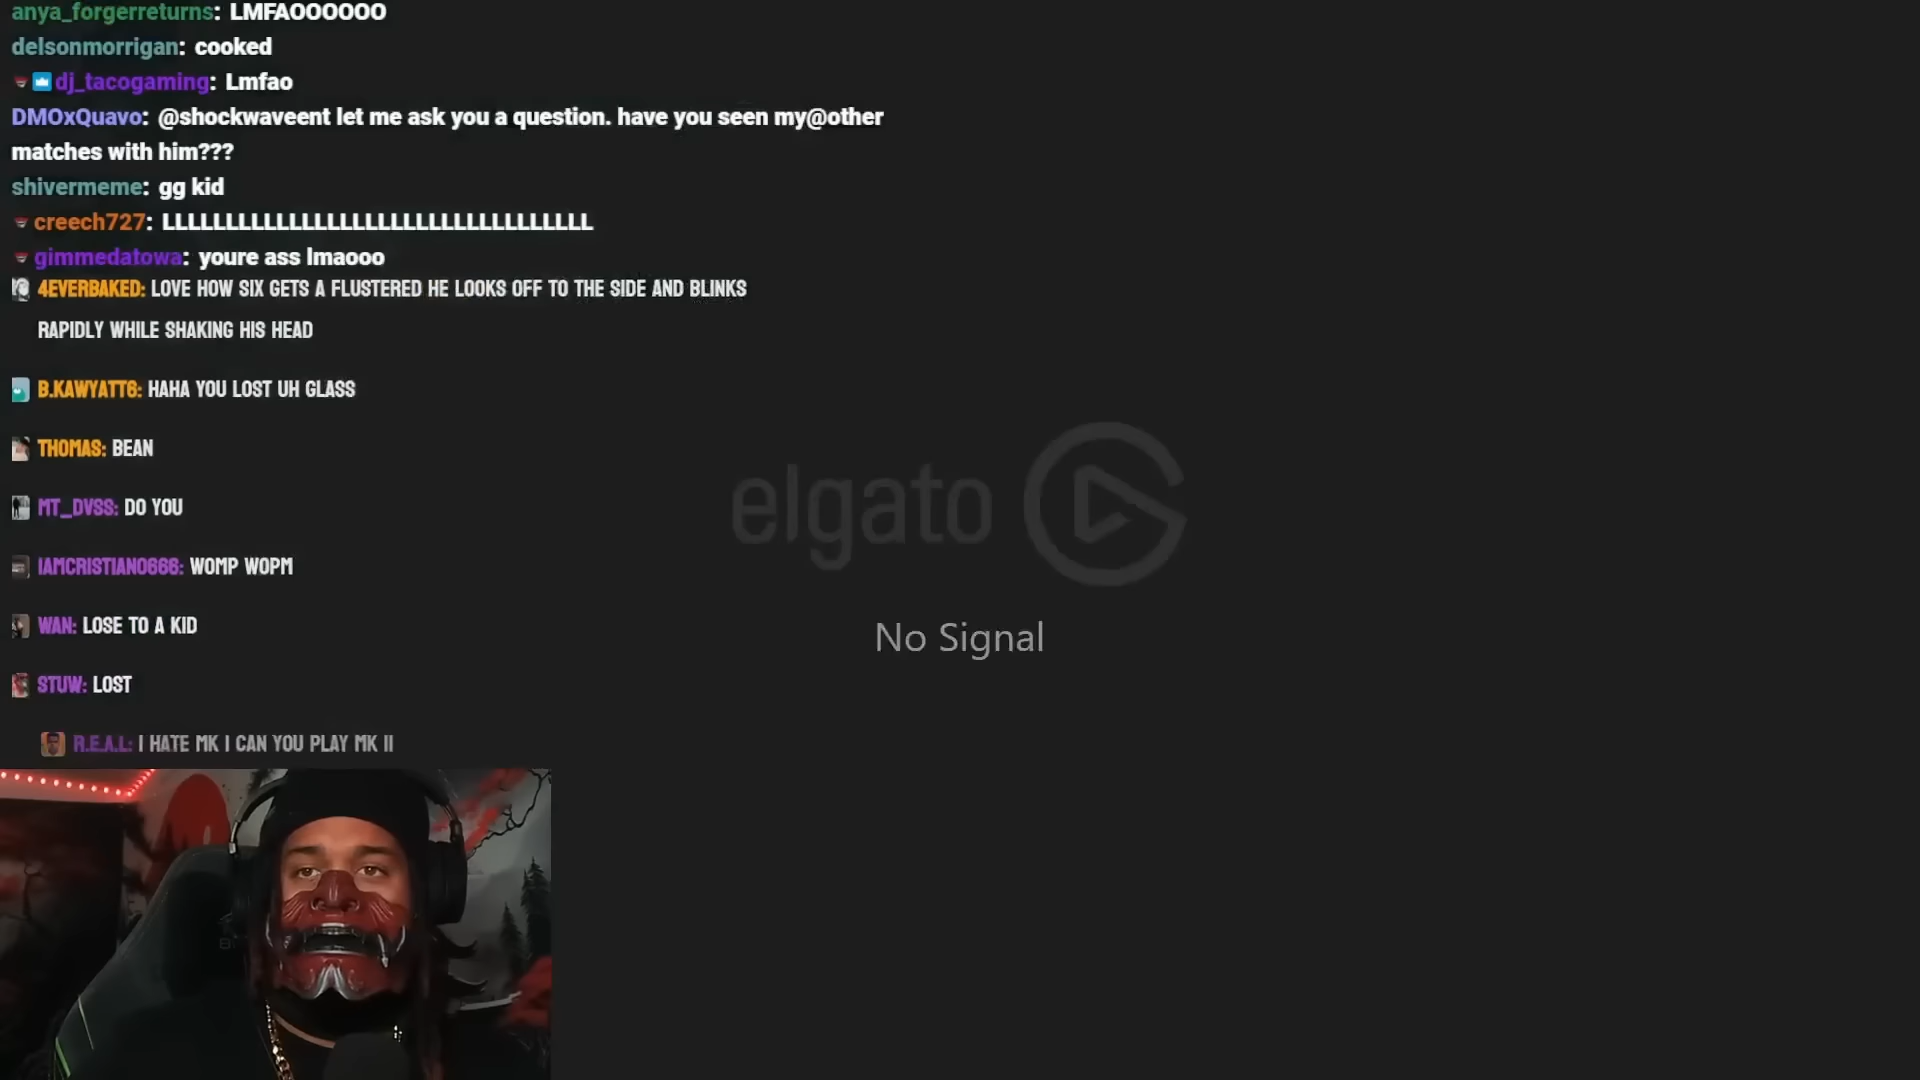 anya_forgerreturns: LMFAOOOOOO
delsonmorrigan: cooked
dj_tacogaming: Lmfao
DMOxQuavo: @shockwaveent let me ask you a question. have you seen my@other
matches with him???
shivermeme: gg kid
creech727: LLLLLLLLLLLLLLLLLLLLLLLLLLLLLLLLLL
gimmedatowa: youre ass lmaooo
4EVERBAKED: LOVE HOW SIX GETS A FLUSTERED HE LOOKS OFF TO THE SIDE AND BLINKS
RAPIDLY WHILE SHAKING HIS HEAD
B.KAWYATT6: HAHA YOU LOST UH GLASS
THOMAS: BEAN
MT_DVSS: DO YOU
IAMCRISTIANO666: WOMP WOPM
WAN: LOSE TO A KID
STUW: LOST
R.E.A.L: I HATE MK I CAN YOU PLAY MK II
elgato
No Signal